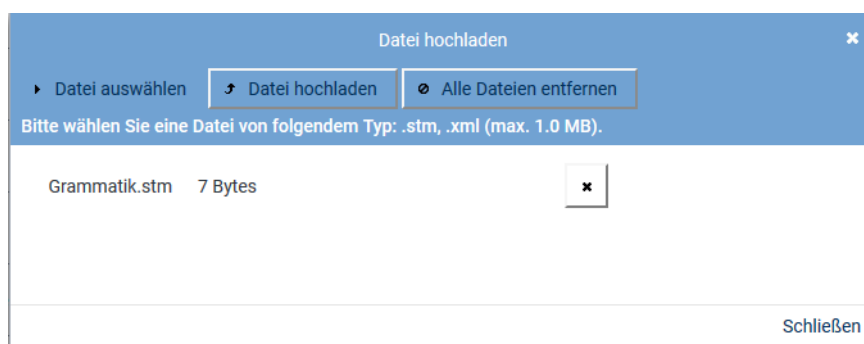 Datei hochladen
Datei auswählen Datei hochladen Alle Dateien entfernen
Bitte wählen Sie eine Datei von folgendem Typ: .stm, .xml (max. 1.0 MB).
Grammatik.stm 7 Bytes
Schließen